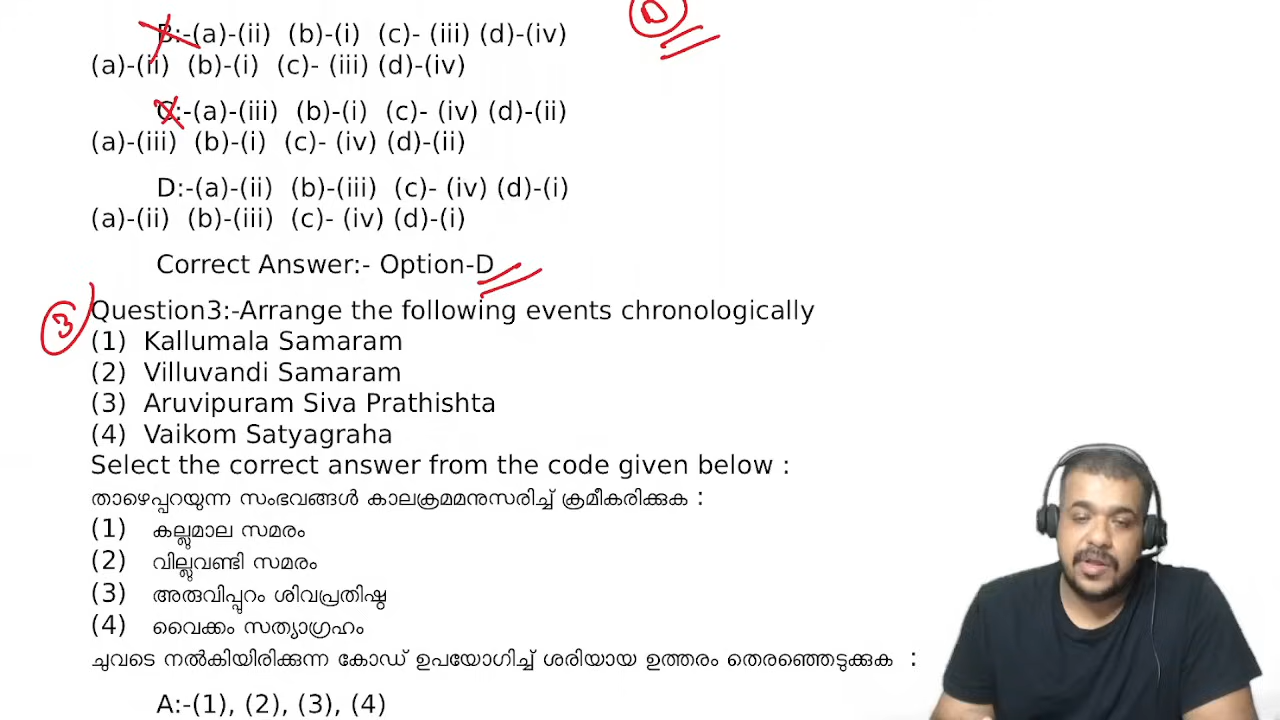 D
B:-(a)-(ii) (b)-(i) (c)- (iii) (d)-(iv)
(a)-(ii) (b)-(i) (c)- (iii) (d)-(iv)
C:-(a)-(iii) (b)-(i) (c)- (iv) (d)-(ii)
(a)-(iii) (b)-(i) (c)- (iv) (d)-(ii)
D:-(a)-(ii) (b)-(iii) (c)- (iv) (d)-(i)
(a)-(ii) (b)-(iii) (c)- (iv) (d)-(i)
Correct Answer:- Option-D
3 Question3:-Arrange the following events chronologically
(1) Kallumala Samaram
(2) Villuvandi Samaram
(3) Aruvipuram Siva Prathishta
(4) Vaikom Satyagraha
Select the correct answer from the code given below :
താഴെപ്പറയുന്ന സംഭവങ്ങൾ കാലക്രമമനുസരിച്ച് ക്രമീകരിക്കുക :
(1) കല്ലുമാല സമരം
(2) വില്ലുവണ്ടി സമരം
(3) അരുവിപ്പുറം ശിവപ്രതിഷ്ഠ
(4) വൈക്കം സത്യാഗ്രഹം
ചുവടെ നൽകിയിരിക്കുന്ന കോഡ് ഉപയോഗിച്ച് ശരിയായ ഉത്തരം തെരഞ്ഞെടുക്കുക :
A:-(1), (2), (3), (4)